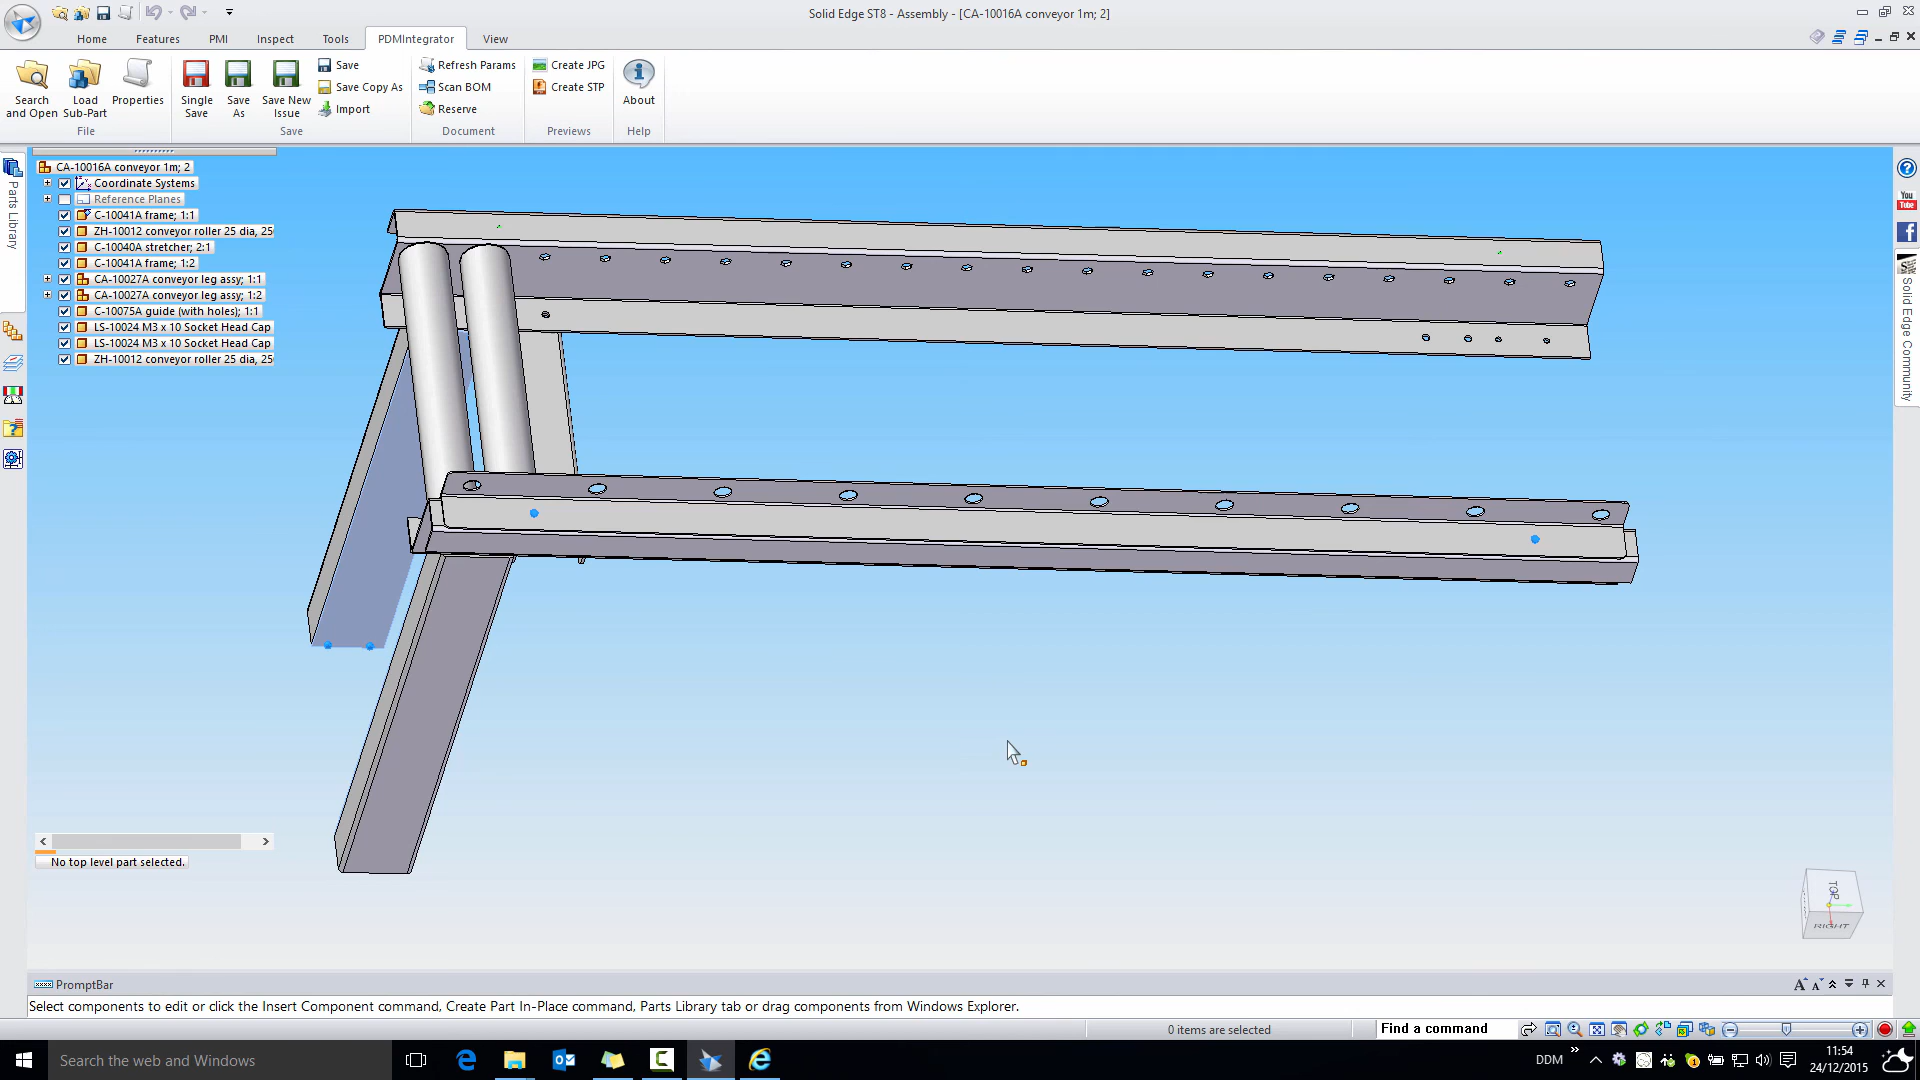 Solid Edge ST8 - Assembly - [CA-10016A conveyor 1m; 2]
Home Features PMI Inspect Tools PDMIntegrator View
Search and Open
Load Sub-Part
Properties
File
Single Save
Save As
Save New Issue
Save
Save Copy As
Import
Save
Refresh Params
Scan BOM
Reserve
Document
Create JPG
Create STP
Previews
About
Help
Parts Library
CA-10016A conveyor 1m; 2
Coordinate Systems
Reference Planes
C-10041A frame; 1:1
ZH-10012 conveyor roller 25 dia, 25
C-10040A stretcher; 2:1
C-10041A frame; 1:2
CA-10027A conveyor leg assy; 1:1
CA-10027A conveyor leg assy; 1:2
C-10075A guide (with holes); 1:1
LS-10024 M3 x 10 Socket Head Cap
LS-10024 M3 x 10 Socket Head Cap
ZH-10012 conveyor roller 25 dia, 25
No top level part selected.
You
Tube
Solid Edge Community
TOP
RIGHT
PromptBar
Select components to edit or click the Insert Component command, Create Part In-Place command, Parts Library tab or drag components from Windows Explorer.
0 items are selected
Find a command
Search the web and Windows
DDM
11:54
24/12/2015